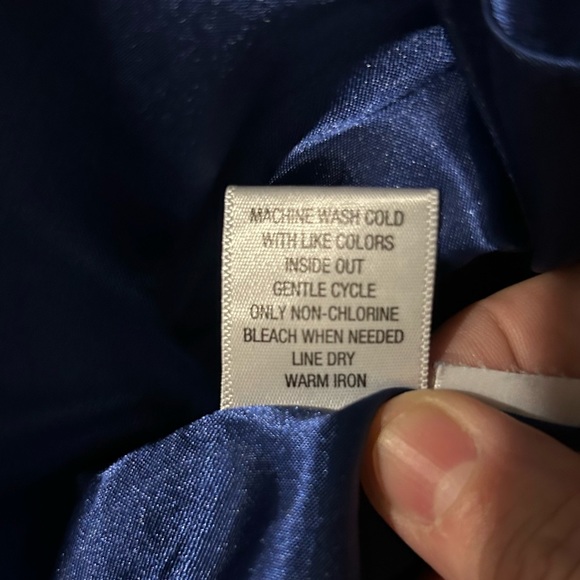 MACHINE WASH COLD
WITH LIKE COLORS
INSIDE OUT
GENTLE CYCLE
ONLY NON-CHLORINE
BLEACH WHEN NEEDED
LINE DRY
WARM IRON